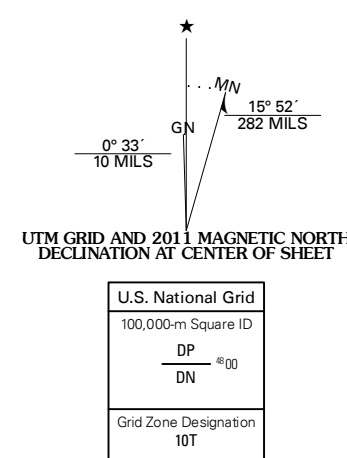 ★
MN
GN
15° 52´
282 MILS
0° 33´
10 MILS
UTM GRID AND 2011 MAGNETIC NORTH
DECLINATION AT CENTER OF SHEET
U.S. National Grid
100,000-m Square ID
DP
4800
DN
Grid Zone Designation
10T